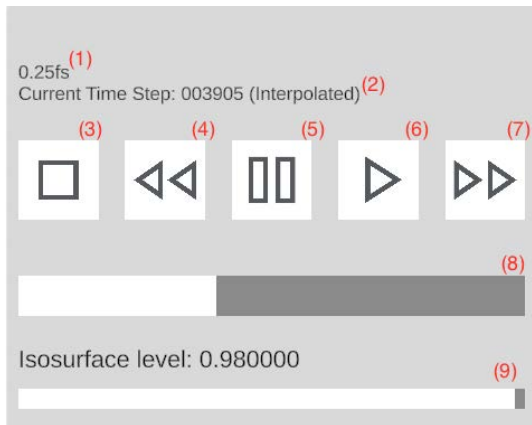 0.25fs(1)
Current Time Step: 003905 (Interpolated)(2)
(3) (4) (5) (6) (7)
(8)
Isosurface level: 0.980000
(9)